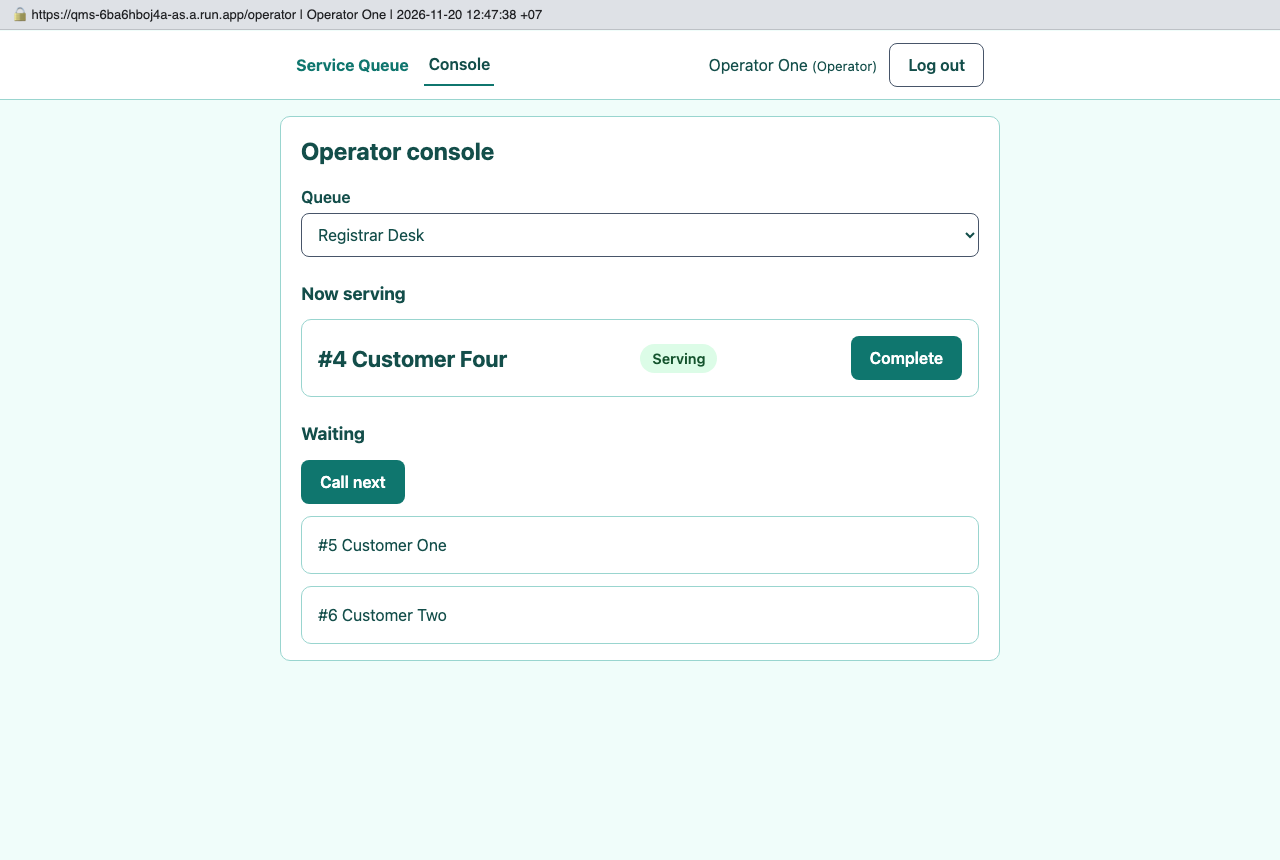 https://qms-6ba6hboj4a-as.a.run.app/operator | Operator One | 2026-11-20 12:47:38 +07
Service Queue Console Operator One (Operator) Log out
Operator console
Queue
Registrar Desk
Now serving
#4 Customer Four Serving Complete
Waiting
Call next
#5 Customer One
#6 Customer Two